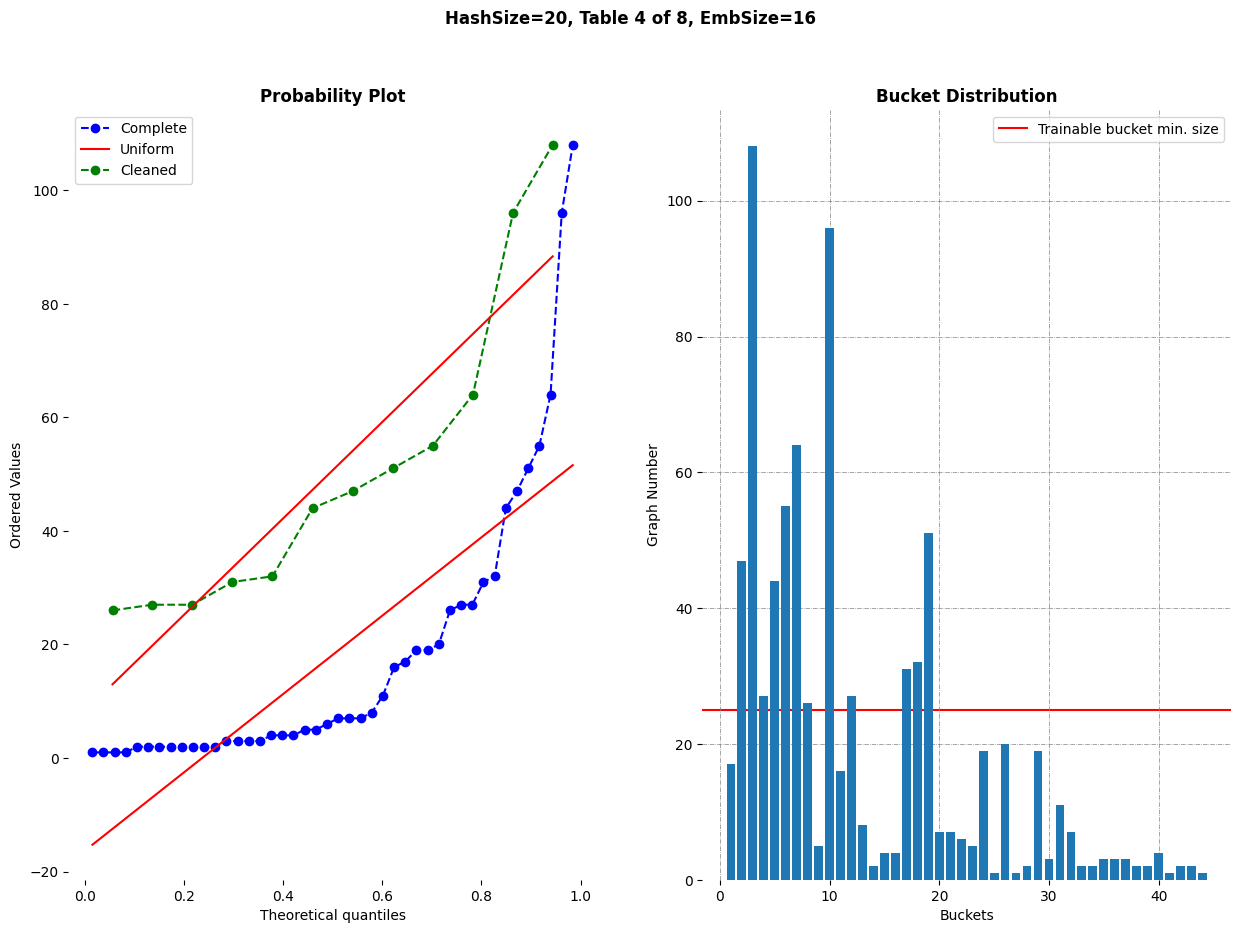 HashSize=20, Table 4 of 8, EmbSize=16
Probability Plot
Complete
Uniform
Cleaned
100
80
60
40
20
0
−20
Ordered Values
0.0 0.2 0.4 0.6 0.8 1.0
Theoretical quantiles
Bucket Distribution
Trainable bucket min. size
100
80
60
40
20
0
Graph Number
0 10 20 30 40
Buckets